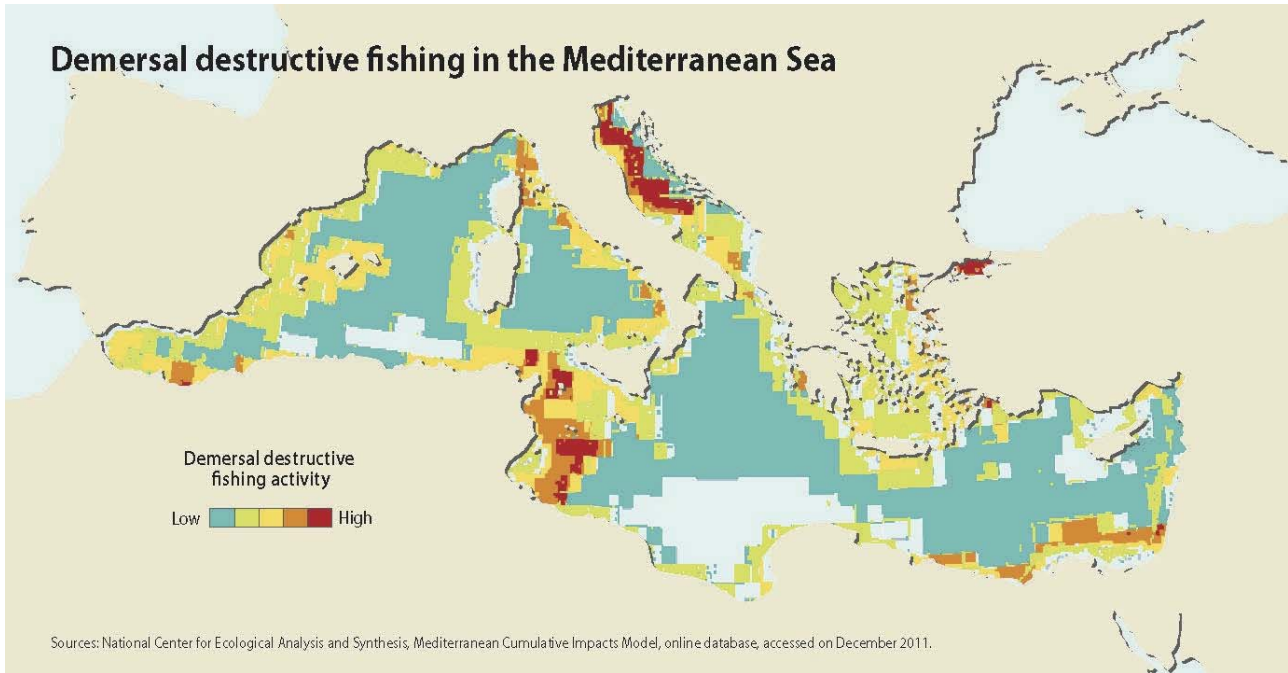 Demersal destructive fishing in the Mediterranean Sea
Demersal destructive
fishing activity
Low High
Sources: National Center for Ecological Analysis and Synthesis, Mediterranean Cumulative Impacts Model, online database, accessed on December 2011.